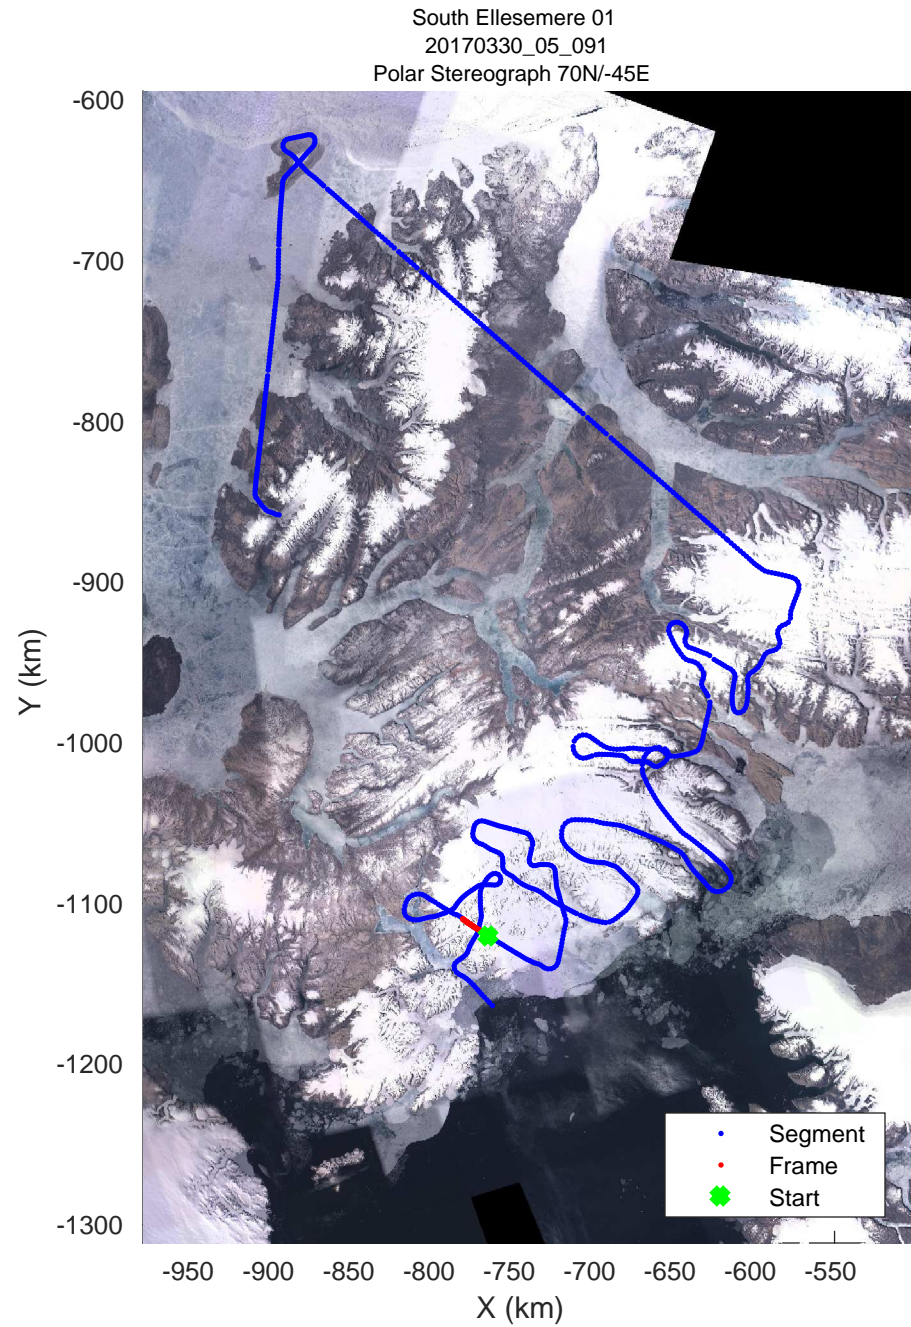 South Ellesemere 01
20170330_05_091
Polar Stereograph 70N/-45E
-600
-700
-800
-900
-1000
-1100
-1200
-1300
Y (km)
Segment
Frame
Start
-950 -900 -850 -800 -750 -700 -650 -600 -550
X (km)